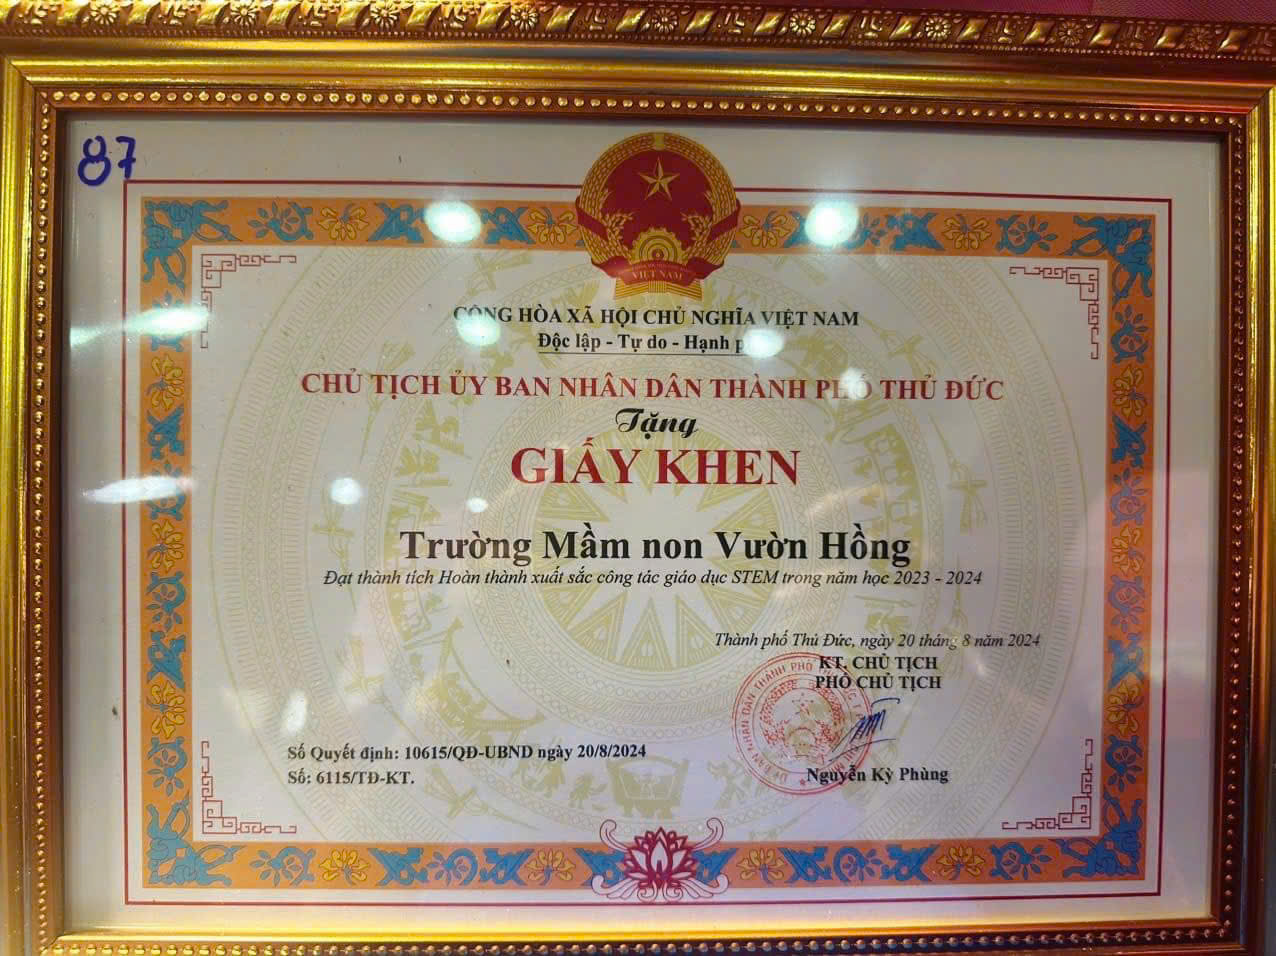 87
VIỆT NAM
CỘNG HÒA XÃ HỘI CHỦ NGHĨA VIỆT NAM
Độc lập - Tự do - Hạnh
CHỦ TỊCH ỦY BAN NHÂN DÂN THÀNH PHỐ THỦ ĐỨC
Tặng
GIẤY KHEN
Trường Mầm non Vườn Hồng
Đạt thành tích Hoàn thành xuất sắc công tác giáo dục STEM trong năm học 2023 - 2024
Thành phố Thủ Đức, ngày 20 tháng 8 năm 2024
KT. CHỦ TỊCH
PHÓ CHỦ TỊCH
Số Quyết định: 10615/QĐ-UBND ngày 20/8/2024
Số: 6115/TĐ-KT.
Nguyễn Kỳ Phùng